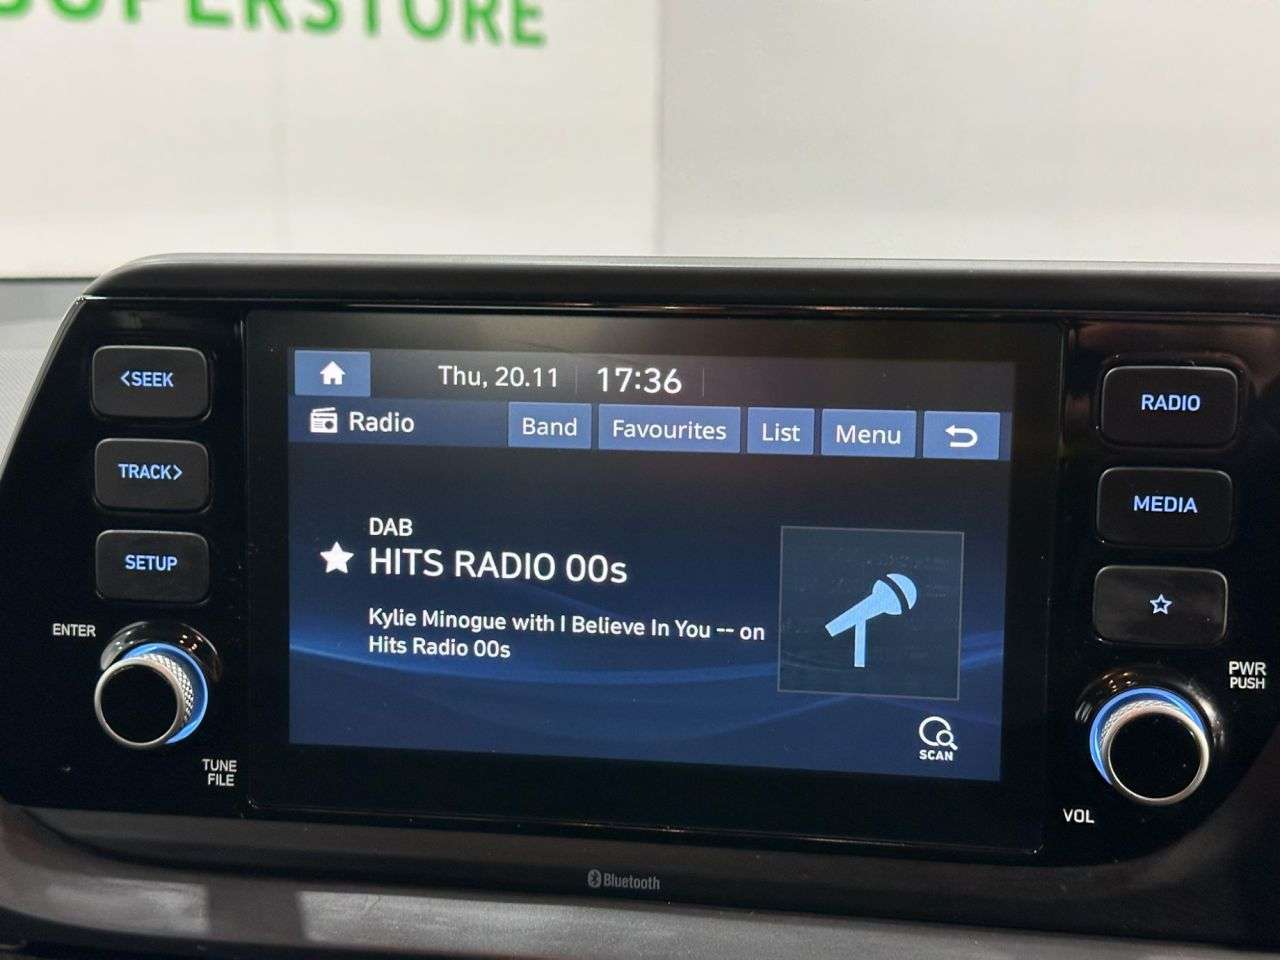 SUPERSTORE
<SEEK
TRACK>
SETUP
ENTER
TUNE
FILE
Thu, 20.11 17:36
Radio Band Favourites List Menu
DAB
HITS RADIO 00s
Kylie Minogue with I Believe In You -- on
Hits Radio 00s
SCAN
RADIO
MEDIA
PWR
PUSH
VOL
Bluetooth